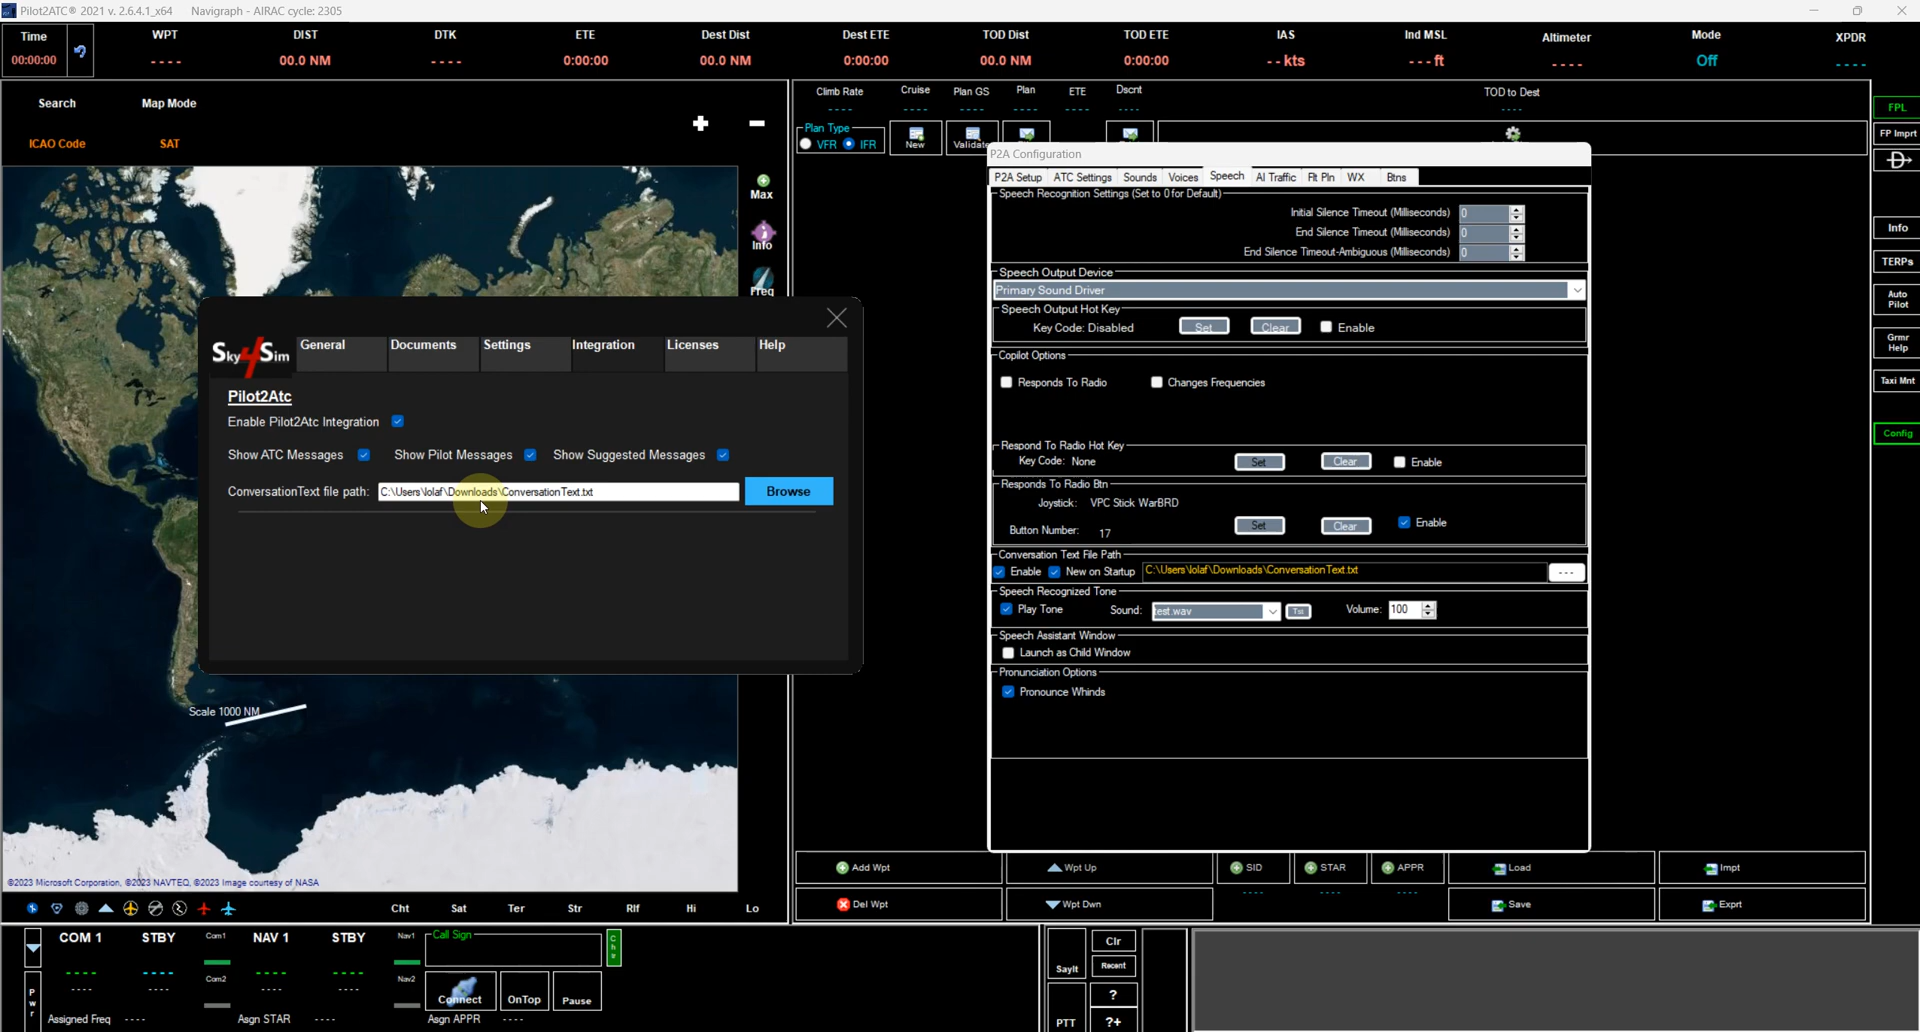 Pilot2ATC® 2021 v. 2.6.4.1_x64 Navigraph - AIRAC cycle: 2305
Time WPT DIST DTK ETE Dest Dist Dest ETE TOD Dist TOD ETE IAS Ind MSL Altimeter Mode XPDR
00:00:00 ---- 00.0 NM ---- 0:00:00 00.0 NM 0:00:00 00.0 NM 0:00:00 --kts ---ft ---- Off ----
Search Map Mode
ICAO Code SAT
Max
Info
Freq
Climb Rate Cruise Plan GS Plan ETE Dscnt TOD to Dest
---- ---- ---- ---- ---- ---- ----
Plan Type
VFR IFR
New
Validate
FPL
FP Imprt
Info
TERPs
Auto Pilot
Grmr Help
Taxi Mnt
Config
Sky4Sim
General Documents Settings Integration Licenses Help
Pilot2Atc
Enable Pilot2Atc Integration
Show ATC Messages Show Pilot Messages Show Suggested Messages
ConversationText file path: C:\Users\olaf\Downloads\ConversationText.txt Browse
Scale 1000 NM
©2023 Microsoft Corporation, ©2023 NAVTEQ, ©2023 Image courtesy of NASA
P2A Configuration
P2A Setup ATC Settings Sounds Voices Speech AI Traffic Flt Pln WX Btns
Speech Recognition Settings (Set to 0 for Default)
Initial Silence Timeout (Milliseconds) 0
End Silence Timeout (Milliseconds) 0
End Silence Timeout-Ambiguous (Milliseconds) 0
Speech Output Device
Primary Sound Driver
Speech Output Hot Key
Key Code: Disabled Set Clear Enable
Copilot Options
Responds To Radio Changes Frequencies
Respond To Radio Hot Key
Key Code: None Set Clear Enable
Responds To Radio Btn
Joystick: VPC Stick WarBRD
Button Number: 17 Set Clear Enable
Conversation Text File Path
Enable New on Startup C:\Users\olaf\Downloads\ConversationText.txt ...
Speech Recognized Tone
Play Tone Sound: test.wav Tst Volume: 100
Speech Assistant Window
Launch as Child Window
Pronunciation Options
Pronounce Whinds
Add Wpt Wpt Up SID STAR APPR Load Impt
---- ---- ----
Del Wpt Wpt Dwn Save Exprt
Cht Sat Ter Str Rlf Hi Lo
COM 1 STBY Com1 NAV 1 STBY Nav1 Call Sign Chtr
---- ---- ---- ----
Com2 Nav2
---- ---- ---- ----
Pwr
Connect OnTop Pause
Assigned Freq ---- Asgn STAR ---- Asgn APPR ----
Clr
SayIt Recent
?
PTT ?+